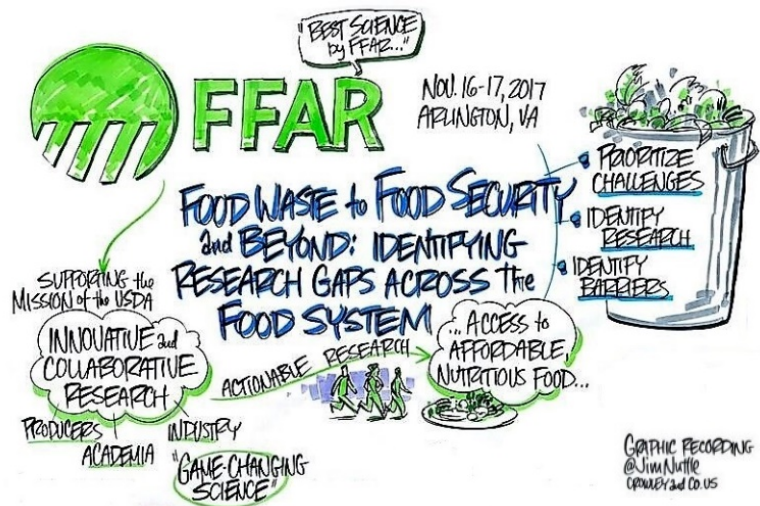 "BEST SCIENCE
by FFAR..."
FFAR
NOV. 16-17, 2017
ARLINGTON, VA
FOOD WASTE to FOOD SECURITY
and BEYOND: IDENTIFYING
RESEARCH GAPS ACROSS the
FOOD SYSTEM
PRIORITIZE
CHALLENGES
IDENTIFY
RESEARCH
IDENTIFY
BARRIERS
SUPPORTING the
MISSION of the USDA
INNOVATIVE and
COLLABORATIVE
RESEARCH
PRODUCERS
ACADEMIA
INDUSTRY
"GAME-CHANGING
SCIENCE"
ACTIONABLE RESEARCH
... ACCESS to
AFFORDABLE,
NUTRITIOUS FOOD...
GRAPHIC RECORDING
@JimNuttle
CROWLEY and CO.US